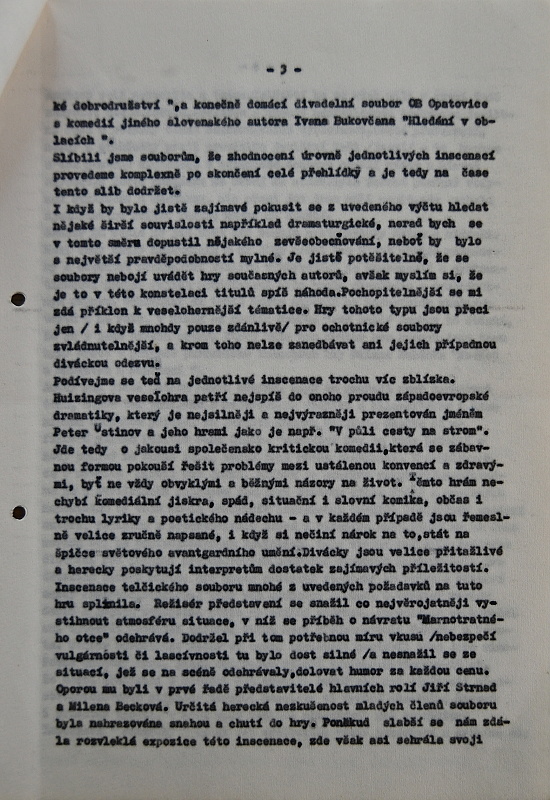 - 3 -
ké dobrodružství ",a konečně domácí divadelní soubor OB Opatovice
s komedií jiného slovenského autora Ivana Bukovčana "Hledání v ob-
lacích ".
Slíbili jsme souborům, že zhodnocení úrovně jednotlivých inscenací
provedeme komplexně po skončení celé přehlídky a je tedy na čase
tento slib dodržet.
I když by bylo jistě zajímavé pokusit se z uvedeného výčtu hledat
nějaké širší souvislosti například dramaturgické, nerad bych se
v tomto směru dopustil nějakého zevšeobecňování, neboť by bylo
s největší pravděpodobností mylné. Je jistě potěšitelné, že se
soubory nebojí uvádět hry současných autorů, avšak myslím si, že
je to v této konstelaci titulů spíš náhoda.Pochopitelnější se mi
zdá příklon k veselohernější tématice. Hry tohoto typu jsou přeci
jen / i když mnohdy pouze zdánlivě/ pro ochotnické soubory
zvládnutelnější, a krom toho nelze zanedbávat ani jejich případnou
diváckou odezvu.
Podívejme se teď na jednotlivé inscenace trochu víc zblízka.
Huizingova veselohra patří nejspíš do onoho proudu západoevropské
dramatiky, který je nejsilněji a nejvýrazněji prezentován jménem
Peter Ustinov a jeho hrami jako je např. "V půli cesty na strom".
Jde tedy o jakousi společensko kritickou komedii,která se zábav-
nou formou pokouší řešit problémy mezi ustálenou konvencí a zdravý-
mi, byť ne vždy obvyklými a běžnými názory na život. Těmto hrám ne-
chybí komediální jiskra, spád, situační i slovní komika, občas i
trochu lyriky a poetického nádechu - a v každém případě jsou řemesl-
ně velice zručně napsané, i když si nečiní nárok na to,stát na
špičce světového avantgardního umění.Divácky jsou velice přitažlivé
a herecky poskytují interpretům dostatek zajímavých příležitostí.
Inscenace telčického souboru mnohé z uvedených požadavků na tuto
hru splnila. Režisér představení se snažil co nejvěrojatněji vy-
stihnout atmosféru situace, v níž se příběh o návratu "Marnotratné-
ho otce" odehrává. Dodržel při tom potřebnou míru vkusu /nebezpečí
vulgárnosti či lascívnosti tu bylo dost silné /a nesnažil se ze
situací, jež se na scéně odehrávaly,dolovat humor za každou cenu.
Oporou mu byli v prvé řadě představitelé hlavních rolí Jiří Strnad
a Milena Becková. Určitá herecká nezkušenost mladých členů souboru
byla nahrazována snahou a chutí do hry. Poněkud slabší se nám zdá-
la rozvleklá expozice této inscenace, zde však asi sehrála svoji